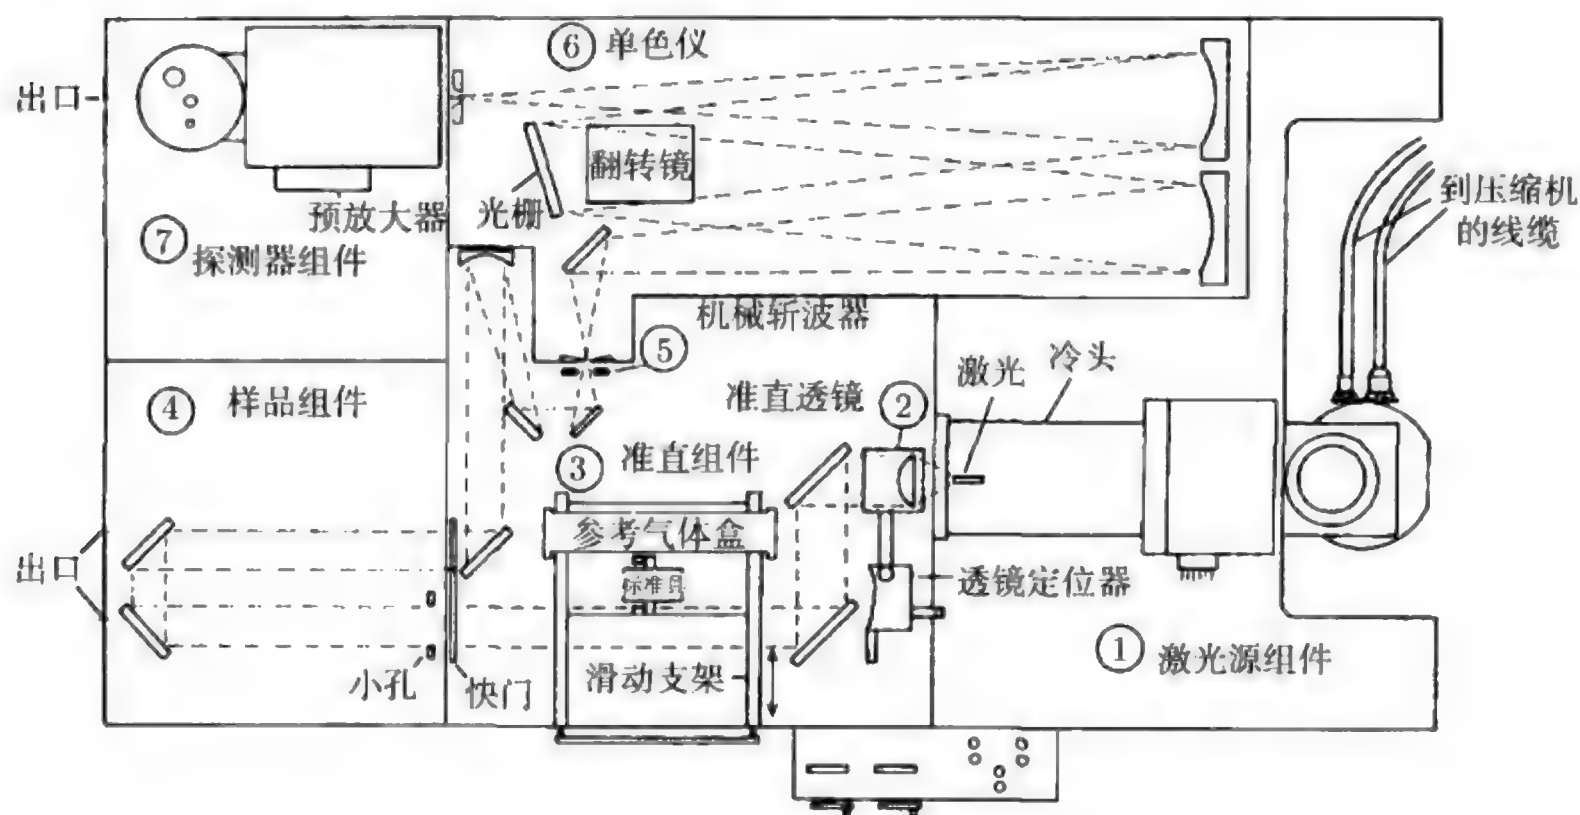 ⑥ 单色仪
出口
翻转镜
到压缩机
的线缆
预放大器
光栅
⑦ 探测器组件
机械斩波器
⑤
激光
冷头
④ 样品组件
准直透镜 ②
③ 准直组件
参考气体盒
标准具
出口
透镜定位器
① 激光源组件
小孔
快门
滑动支架